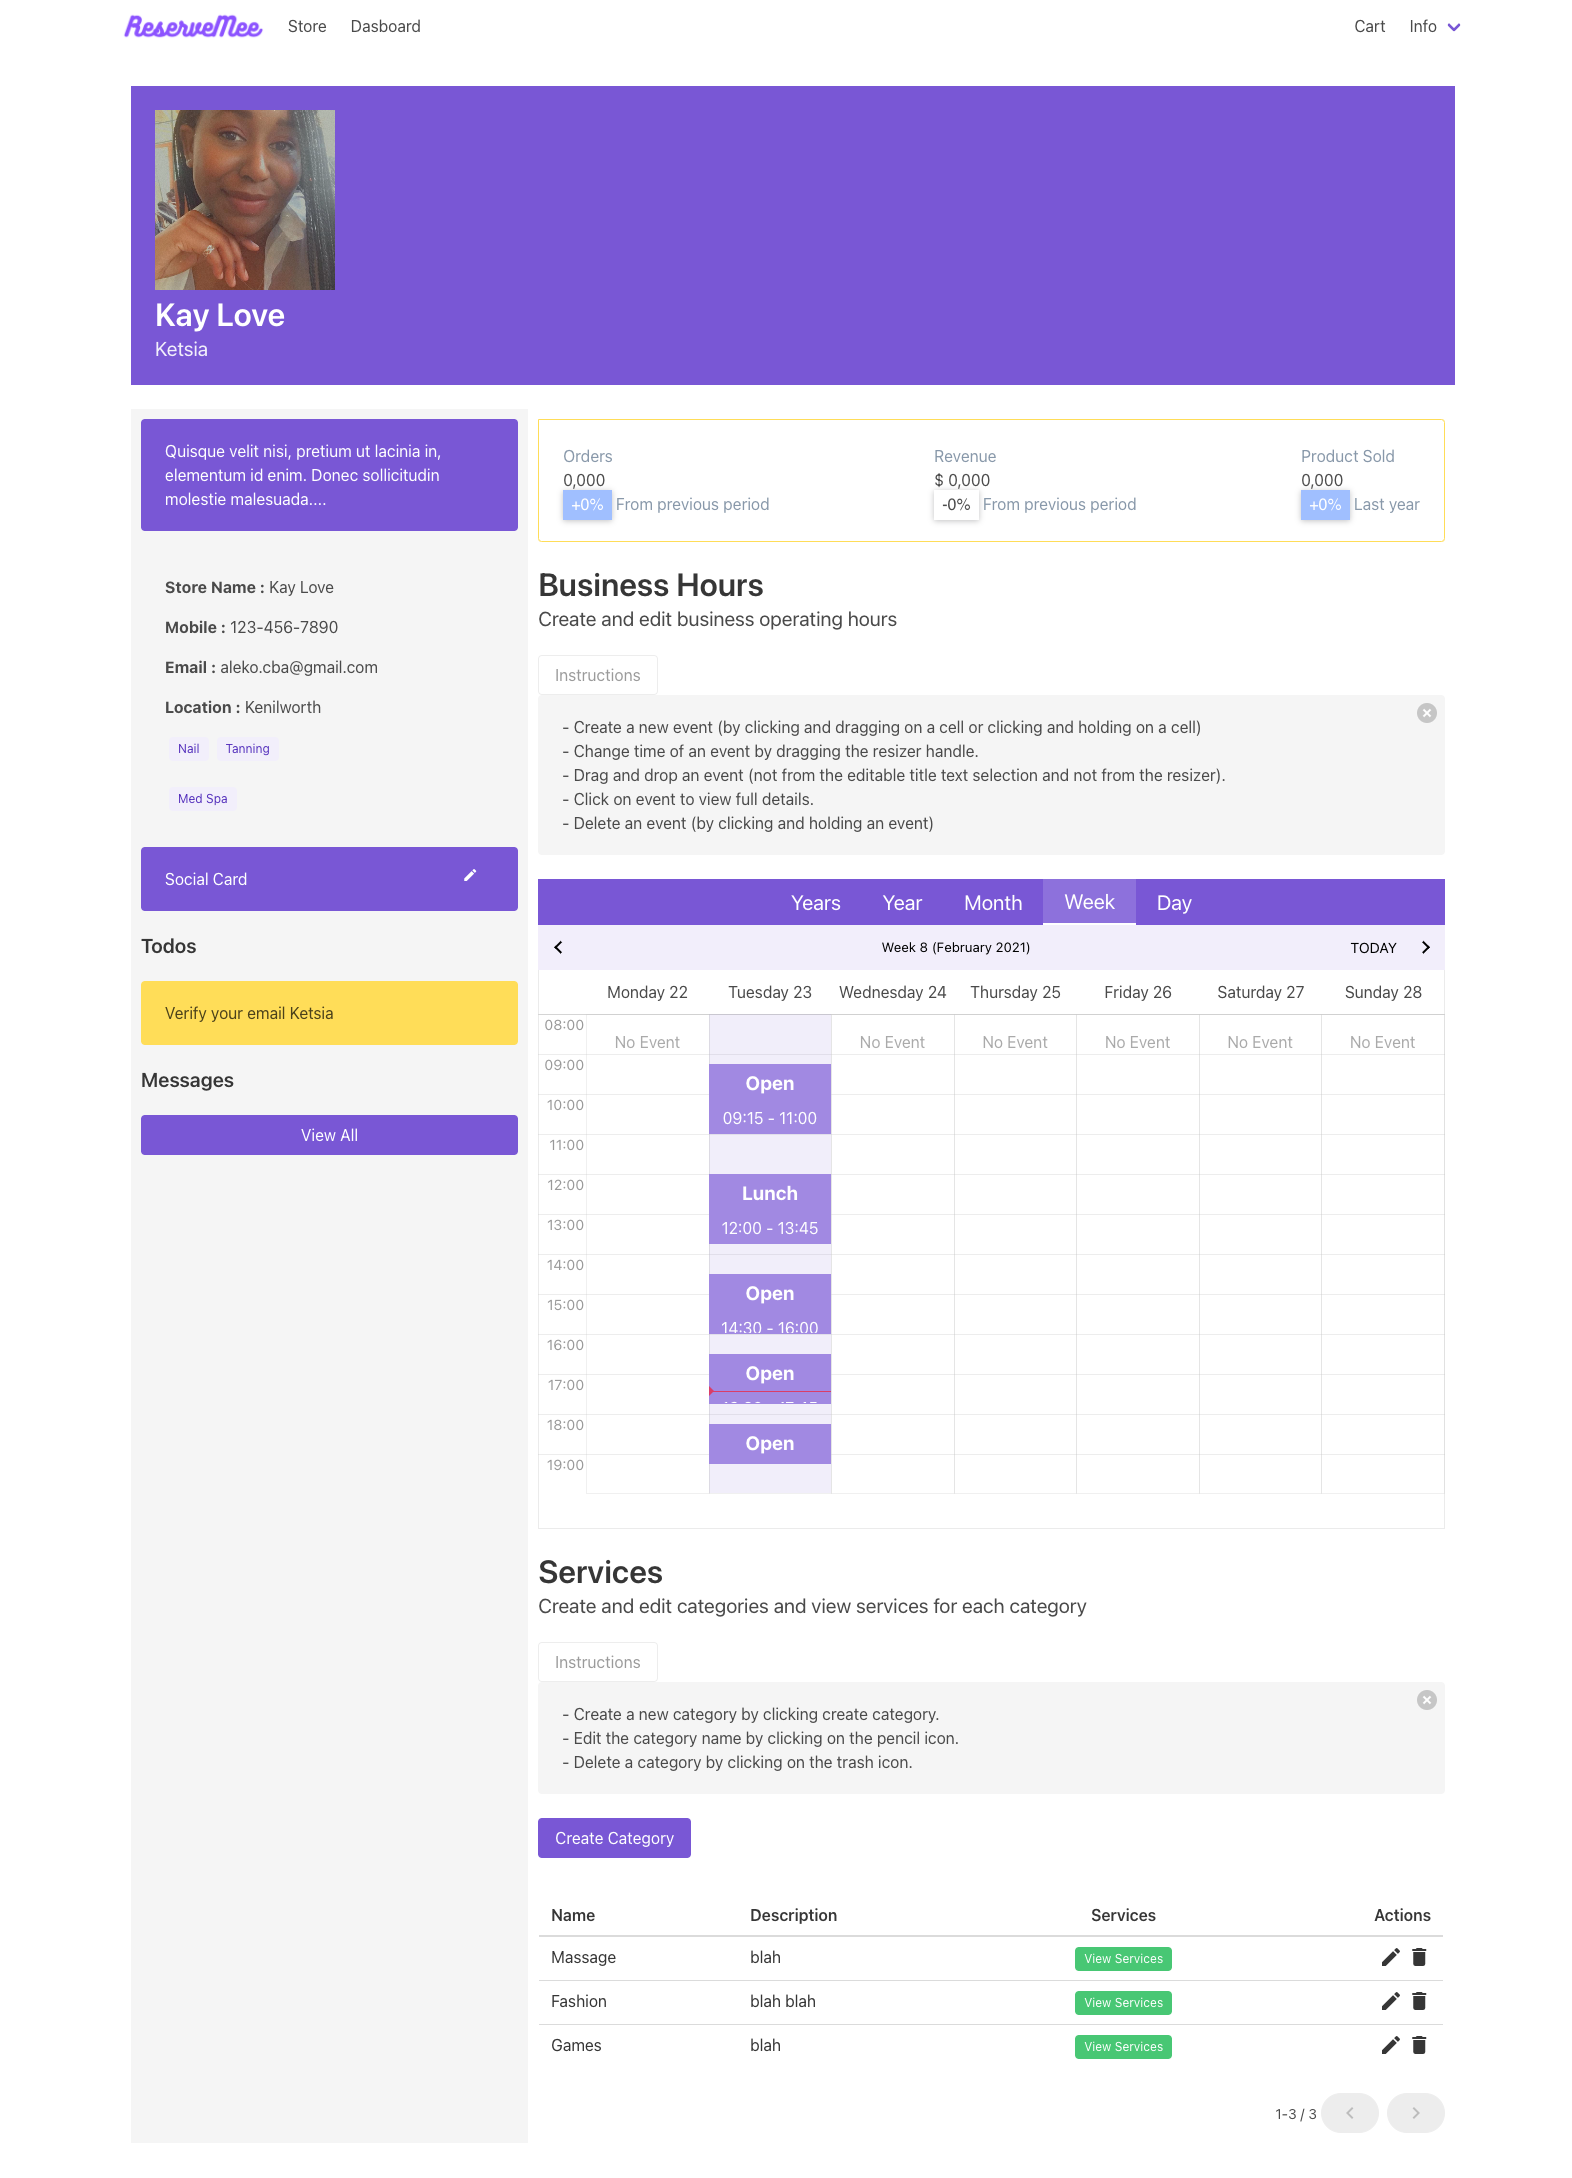 ReserveMee Store Dasboard Cart Info
Kay Love
Ketsia
Quisque velit nisi, pretium ut lacinia in,
elementum id enim. Donec sollicitudin
molestie malesuada....
Store Name : Kay Love
Mobile : 123-456-7890
Email : aleko.cba@gmail.com
Location : Kenilworth
Nail Tanning
Med Spa
Social Card
Todos
Verify your email Ketsia
Messages
View All
Orders Revenue Product Sold
0,000 $ 0,000 0,000
+0% From previous period -0% From previous period +0% Last year
Business Hours
Create and edit business operating hours
Instructions
- Create a new event (by clicking and dragging on a cell or clicking and holding on a cell)
- Change time of an event by dragging the resizer handle.
- Drag and drop an event (not from the editable title text selection and not from the resizer).
- Click on event to view full details.
- Delete an event (by clicking and holding an event)
Years Year Month Week Day
Week 8 (February 2021) TODAY
Monday 22 Tuesday 23 Wednesday 24 Thursday 25 Friday 26 Saturday 27 Sunday 28
08:00
No Event No Event No Event No Event No Event No Event
09:00
Open
10:00
09:15 - 11:00
11:00
12:00
Lunch
13:00
12:00 - 13:45
14:00
Open
15:00
14:30 - 16:00
16:00
Open
17:00
18:00
Open
19:00
Services
Create and edit categories and view services for each category
Instructions
- Create a new category by clicking create category.
- Edit the category name by clicking on the pencil icon.
- Delete a category by clicking on the trash icon.
Create Category
Name Description Services Actions
Massage blah View Services
Fashion blah blah View Services
Games blah View Services
1-3 / 3